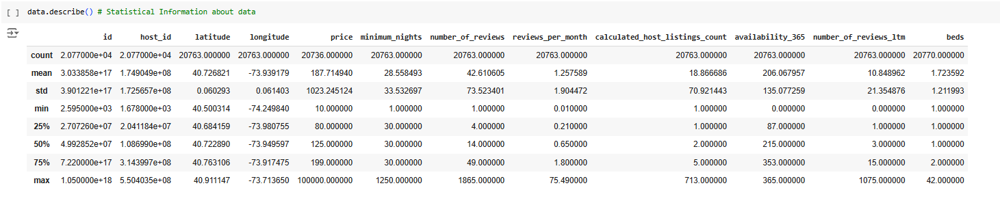 [ ] data.describe() # Statistical Information about data
id host_id latitude longitude price minimum_nights number_of_reviews reviews_per_month calculated_host_listings_count availability_365 number_of_reviews_ltm beds
count 2.077000e+04 2.077000e+04 20763.000000 20763.000000 20736.000000 20763.000000 20763.000000 20763.000000 20763.000000 20763.000000 20763.000000 20770.000000
mean 3.033858e+17 1.749049e+08 40.726821 -73.939179 187.714940 28.558493 42.610605 1.257589 18.866686 206.067957 10.848962 1.723592
std 3.901221e+17 1.725657e+08 0.060293 0.061403 1023.245124 33.532697 73.523401 1.904472 70.921443 135.077259 21.354876 1.211993
min 2.595000e+03 1.678000e+03 40.500314 -74.249840 10.000000 1.000000 1.000000 0.010000 1.000000 0.000000 0.000000 1.000000
25% 2.707260e+07 2.041184e+07 40.684159 -73.980755 80.000000 30.000000 4.000000 0.210000 1.000000 87.000000 1.000000 1.000000
50% 4.992852e+07 1.086990e+08 40.722890 -73.949597 125.000000 30.000000 14.000000 0.650000 2.000000 215.000000 3.000000 1.000000
75% 7.220000e+17 3.143997e+08 40.763106 -73.917475 199.000000 30.000000 49.000000 1.800000 5.000000 353.000000 15.000000 2.000000
max 1.050000e+18 5.504035e+08 40.911147 -73.713650 100000.000000 1250.000000 1865.000000 75.490000 713.000000 365.000000 1075.000000 42.000000